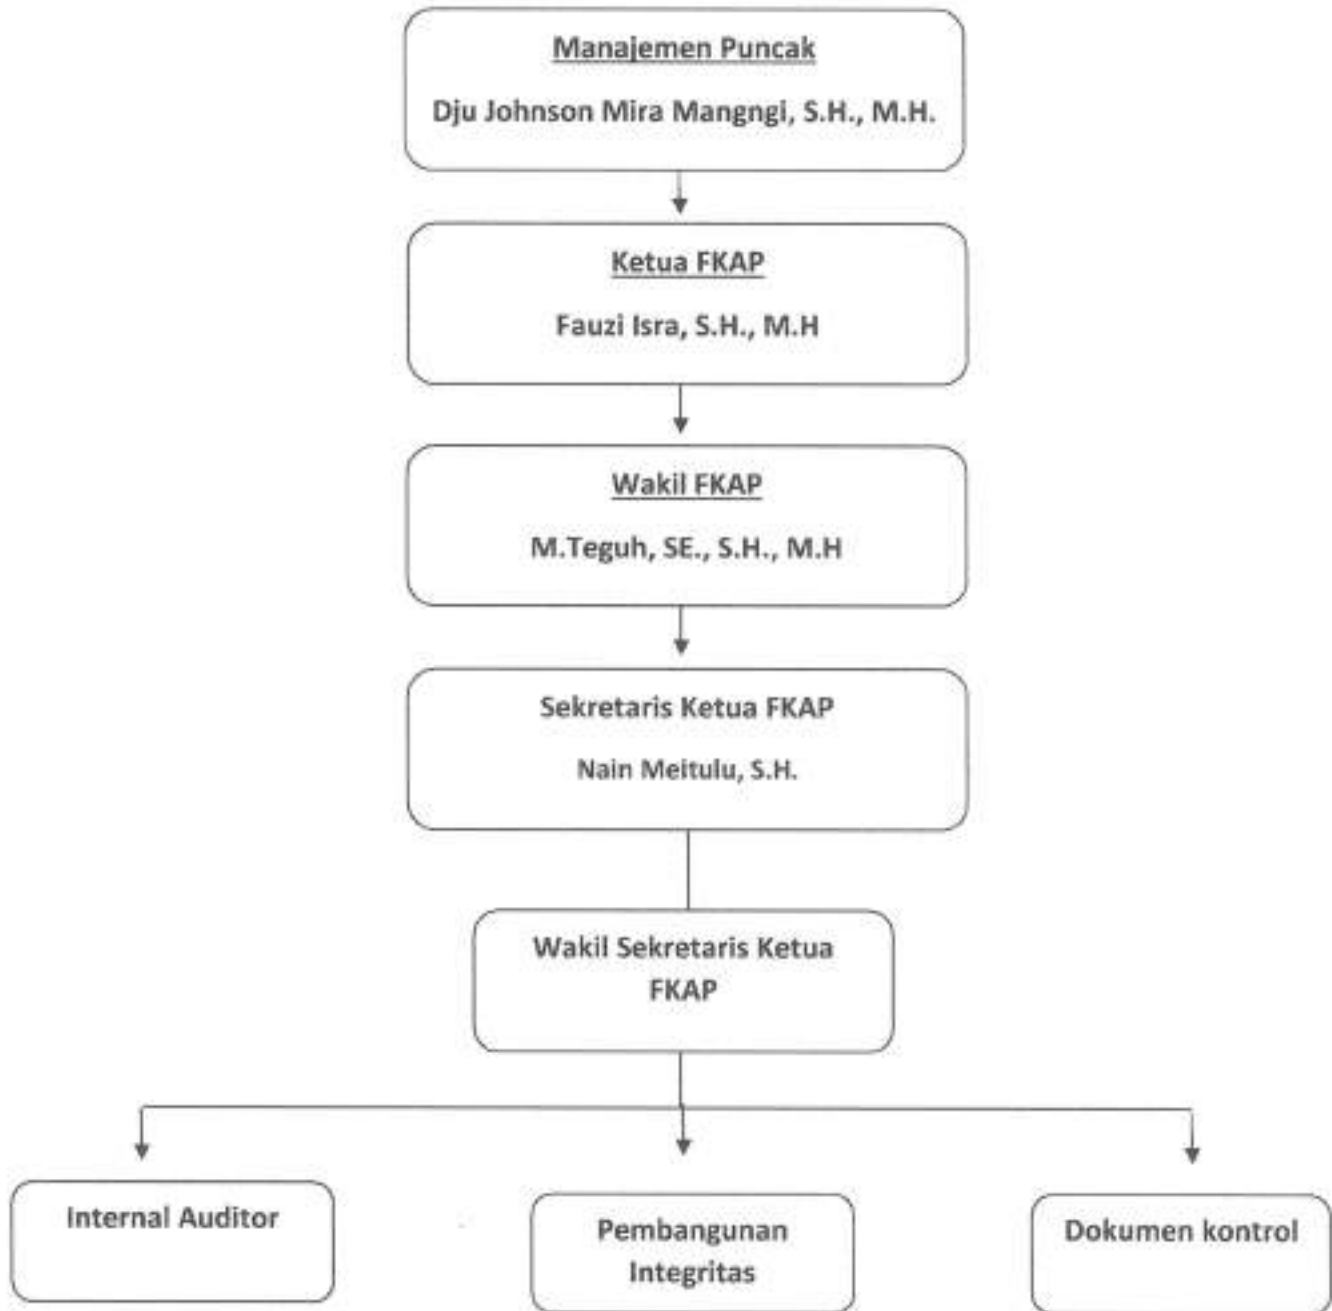 Manajemen Puncak
Dju Johnson Mira Mangngi, S.H., M.H.
Ketua FKAP
Fauzi Isra, S.H., M.H
Wakil FKAP
M.Teguh, SE., S.H., M.H
Sekretaris Ketua FKAP
Nain Meitulu, S.H.
Wakil Sekretaris Ketua
FKAP
Internal Auditor
Pembangunan
Integritas
Dokumen kontrol